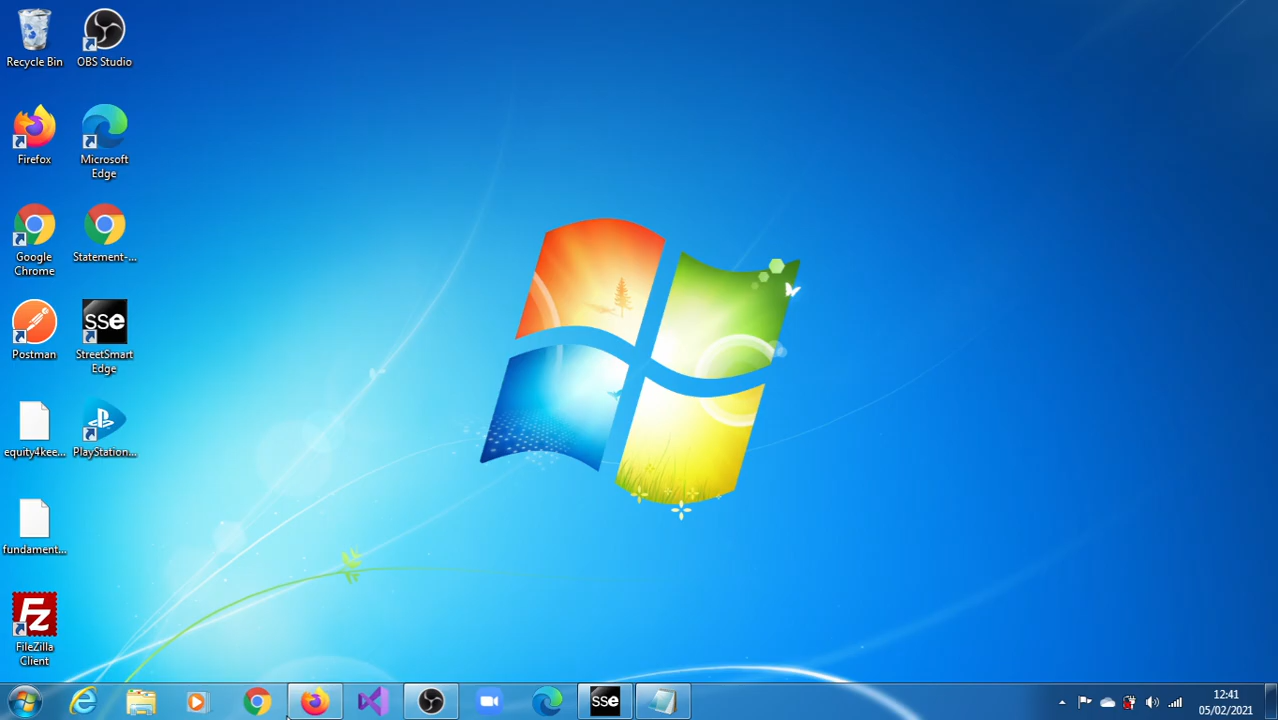 Recycle Bin
OBS Studio
Firefox
Microsoft
Edge
Google
Chrome
Statement-...
Postman
sse
StreetSmart
Edge
equity4kee...
PlayStation...
fundament...
Fz
FileZilla
Client
sse
12:41
05/02/2021